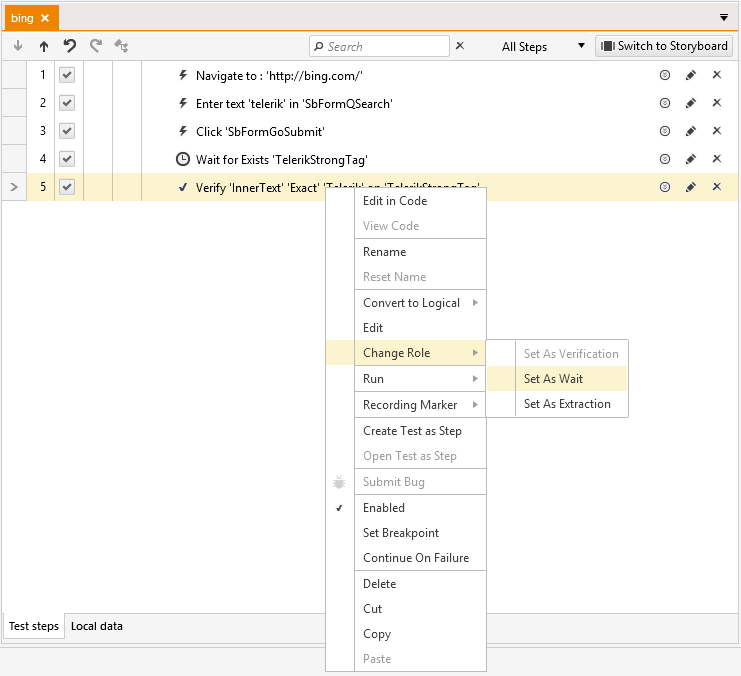 bing
Search
All Steps
Switch to Storyboard
1 Navigate to : 'http://bing.com/'
2 Enter text 'telerik' in 'SbFormQSearch'
3 Click 'SbFormGoSubmit'
4 Wait for Exists 'TelerikStrongTag'
5 Verify 'InnerText' 'Exact' 'Telerik' on 'TelerikStrongTag'
Edit in Code
View Code
Rename
Reset Name
Convert to Logical
Edit
Change Role
Set As Verification
Set As Wait
Set As Extraction
Run
Recording Marker
Create Test as Step
Open Test as Step
Submit Bug
Enabled
Set Breakpoint
Continue On Failure
Delete
Cut
Copy
Paste
Test steps
Local data